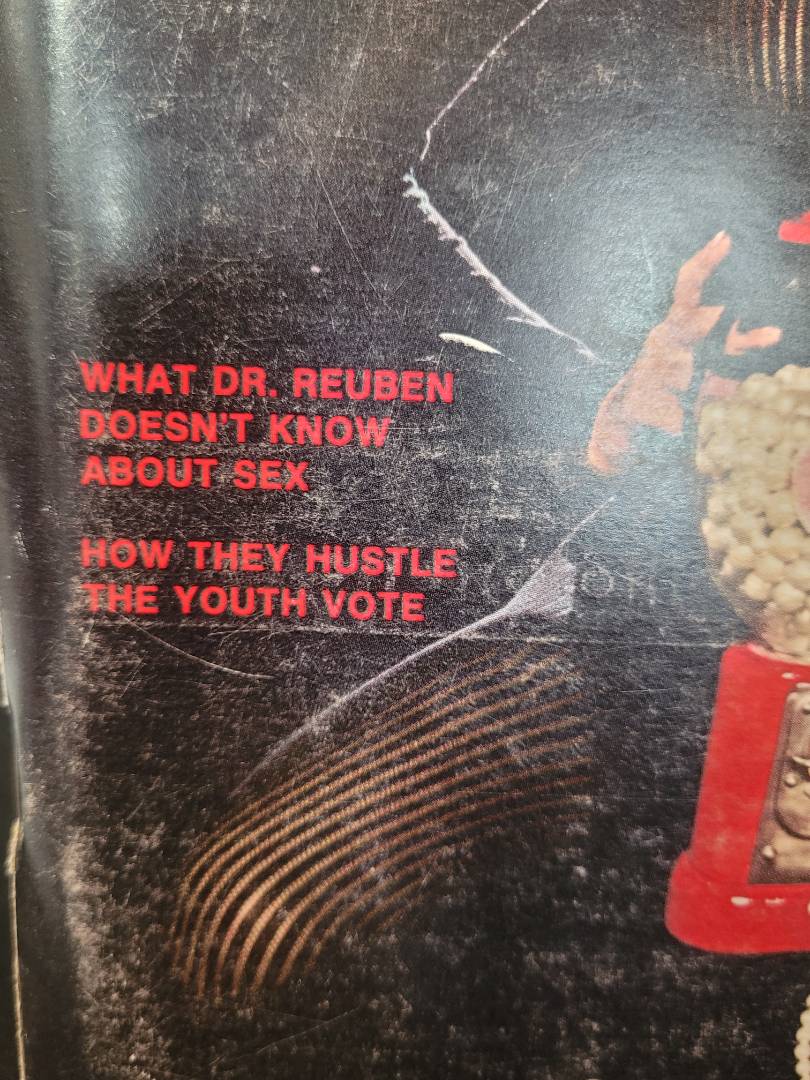 WHAT DR. REUBEN
DOESN'T KNOW
ABOUT SEX
HOW THEY HUSTLE
THE YOUTH VOTE